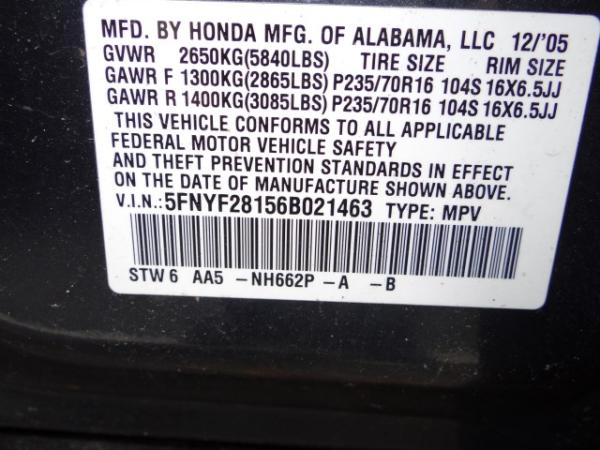 MFD. BY HONDA MFG. OF ALABAMA, LLC 12/'05
GVWR 2650KG(5840LBS) TIRE SIZE RIM SIZE
GAWR F 1300KG(2865LBS) P235/70R16 104S 16X6.5JJ
GAWR R 1400KG(3085LBS) P235/70R16 104S 16X6.5JJ
THIS VEHICLE CONFORMS TO ALL APPLICABLE
FEDERAL MOTOR VEHICLE SAFETY
AND THEFT PREVENTION STANDARDS IN EFFECT
ON THE DATE OF MANUFACTURE SHOWN ABOVE.
V.I.N.: 5FNYF28156B021463 TYPE: MPV
STW 6 AA5 -NH662P -A -B